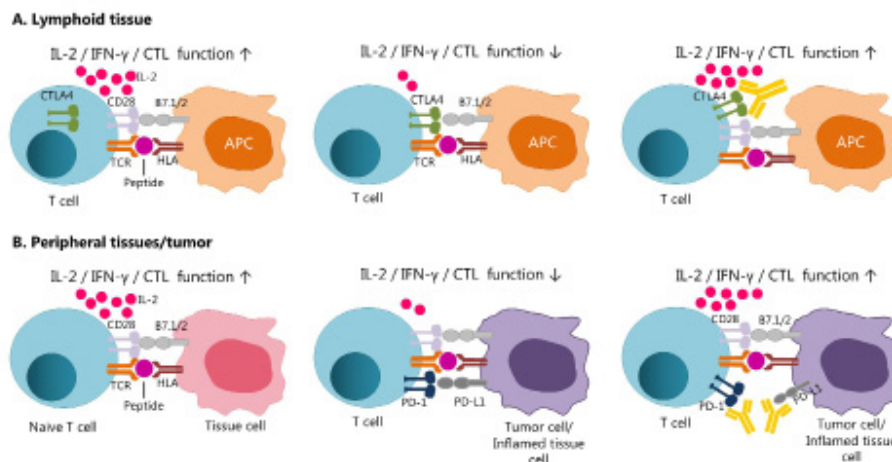 A. Lymphoid tissue
IL-2 / IFN-γ / CTL function ↑
IL-2
CTLA4
CD28
B7.1/2
APC
TCR
HLA
Peptide
T cell
IL-2 / IFN-γ / CTL function ↓
CTLA4
B7.1/2
APC
TCR
HLA
T cell
IL-2 / IFN-γ / CTL function ↑
CTLA4
APC
T cell
B. Peripheral tissues/tumor
IL-2 / IFN-γ / CTL function ↑
IL-2
CD28
B7.1/2
TCR
HLA
Peptide
Naive T cell
Tissue cell
IL-2 / IFN-γ / CTL function ↓
PD-1
PD-L1
T cell
Tumor cell/
Inflamed tissue
cell
IL-2 / IFN-γ / CTL function ↑
CD28
B7.1/2
PD-1
PD-L1
T cell
Tumor cell/
Inflamed tissue
cell